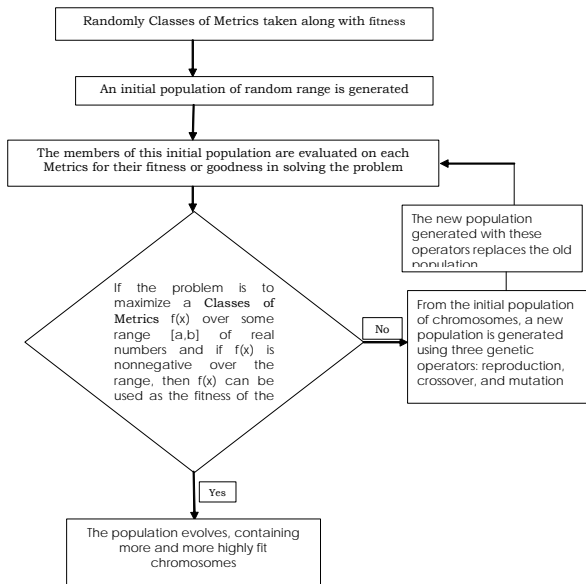 Randomly Classes of Metrics taken along with fitness
An initial population of random range is generated
The members of this initial population are evaluated on each
Metrics for their fitness or goodness in solving the problem
If the problem is to
maximize a Classes of
Metrics f(x) over some
range [a,b] of real
numbers and if f(x) is
nonnegative over the
range, then f(x) can be
used as the fitness of the
No
From the initial population
of chromosomes, a new
population is generated
using three genetic
operators: reproduction,
crossover, and mutation
The new population
generated with these
operators replaces the old
population
Yes
The population evolves, containing
more and more highly fit
chromosomes